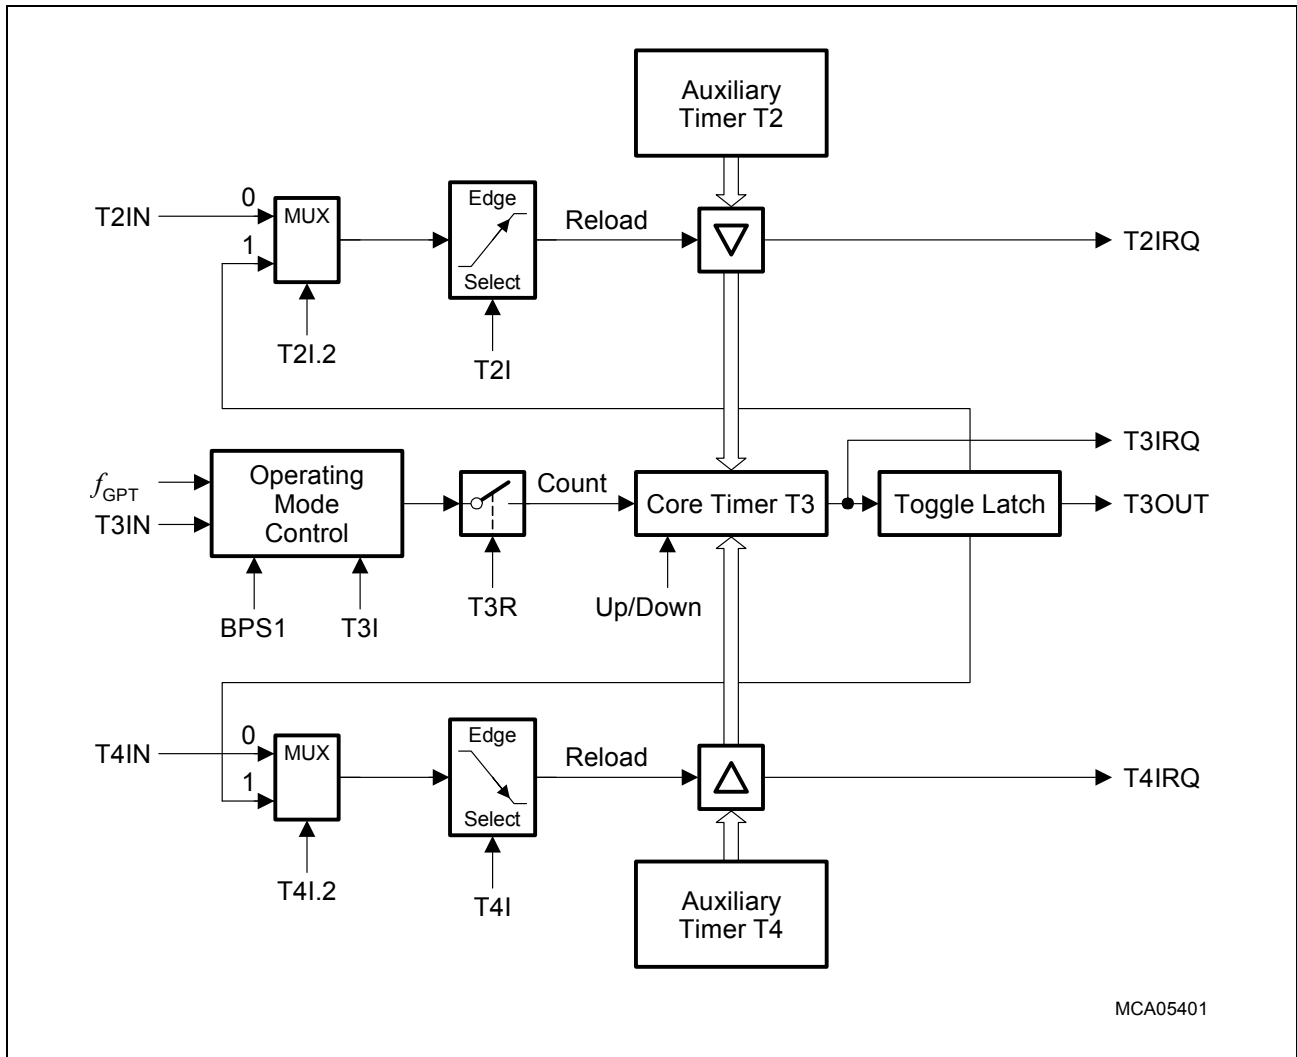 Auxiliary
Timer T2
0
T2IN
MUX
1
Edge
Select
Reload
T2IRQ
T2I.2
T2I
T3IRQ
fGPT
T3IN
Operating
Mode
Control
Count
Core Timer T3
Toggle Latch
T3OUT
BPS1
T3I
T3R
Up/Down
0
T4IN
MUX
1
Edge
Select
Reload
T4IRQ
T4I.2
T4I
Auxiliary
Timer T4
MCA05401